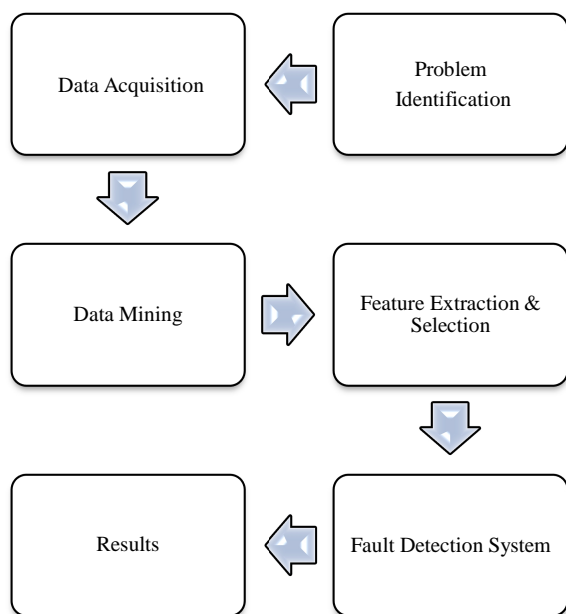 Data Acquisition
Problem
Identification
Data Mining
Feature Extraction &
Selection
Results
Fault Detection System